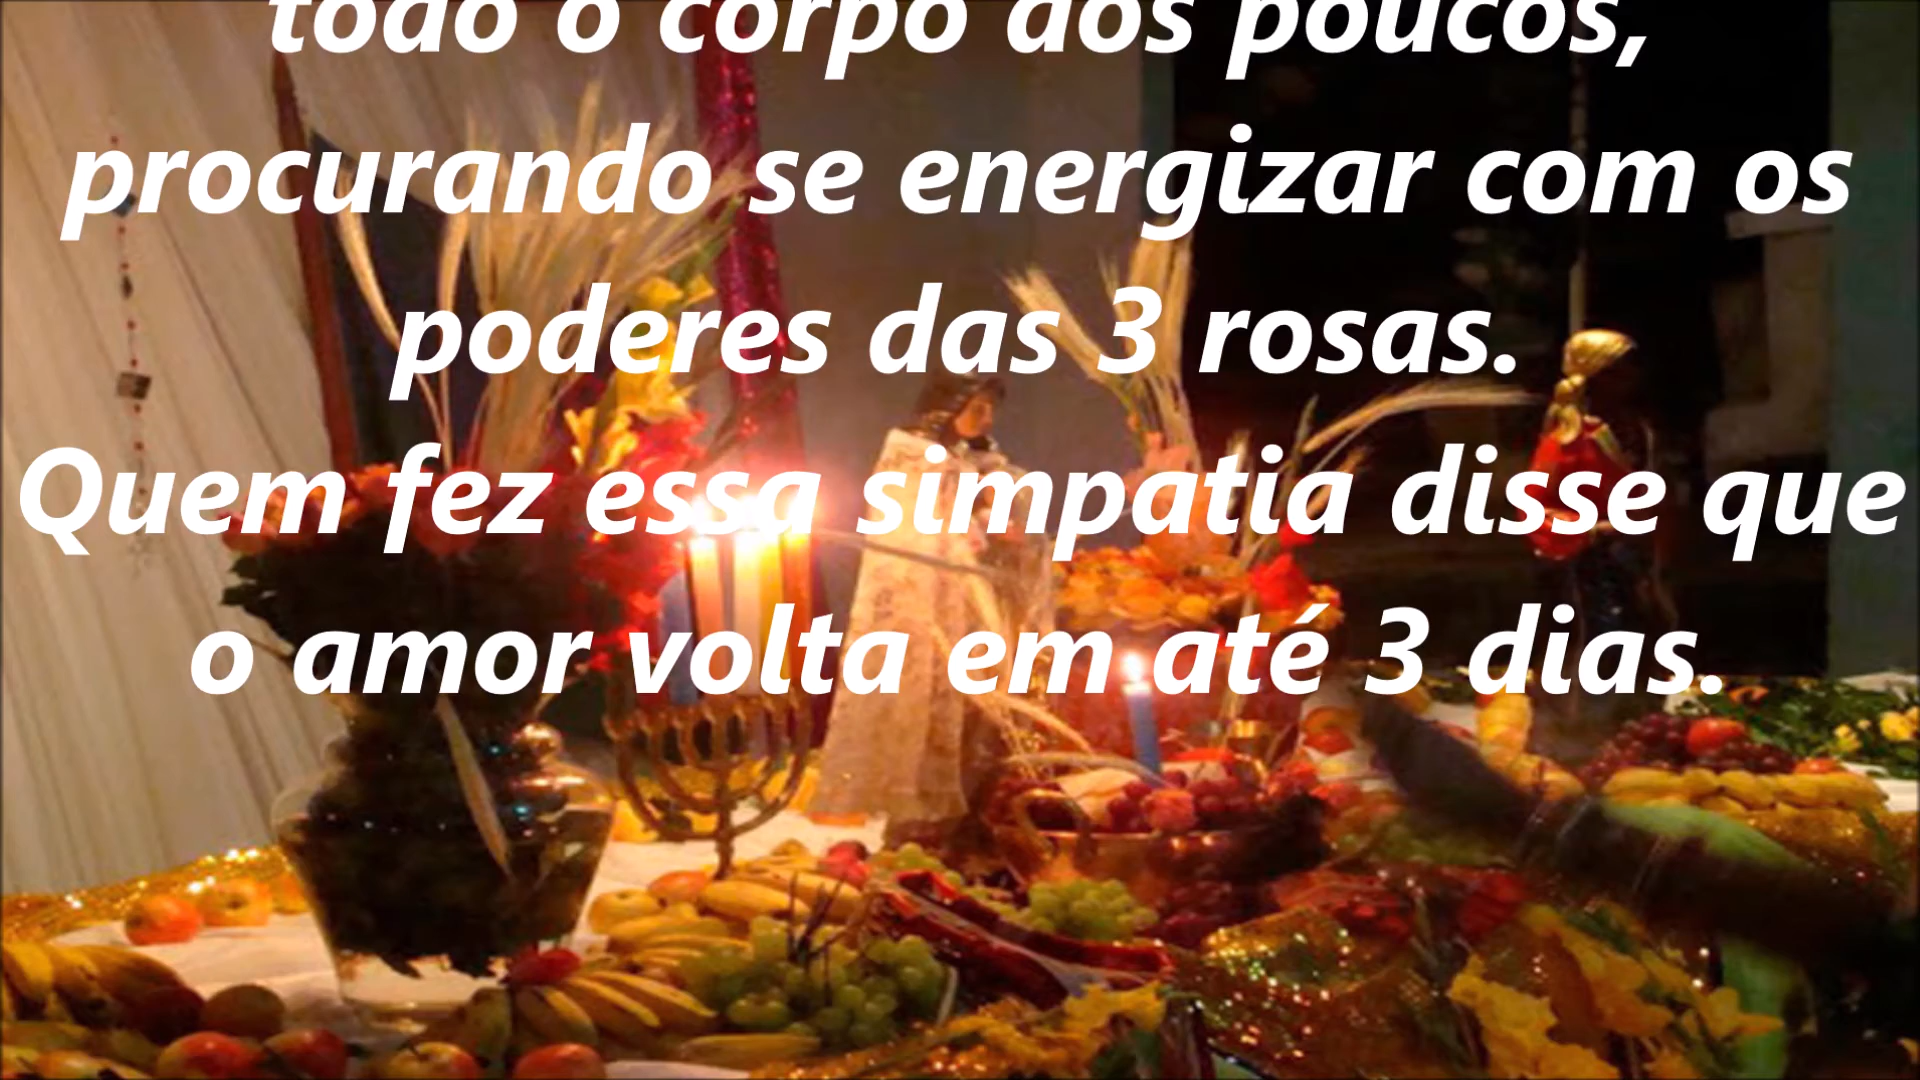 todo o corpo aos poucos,
procurando se energizar com os
poderes das 3 rosas.
Quem fez essa simpatia disse que
o amor volta em até 3 dias.